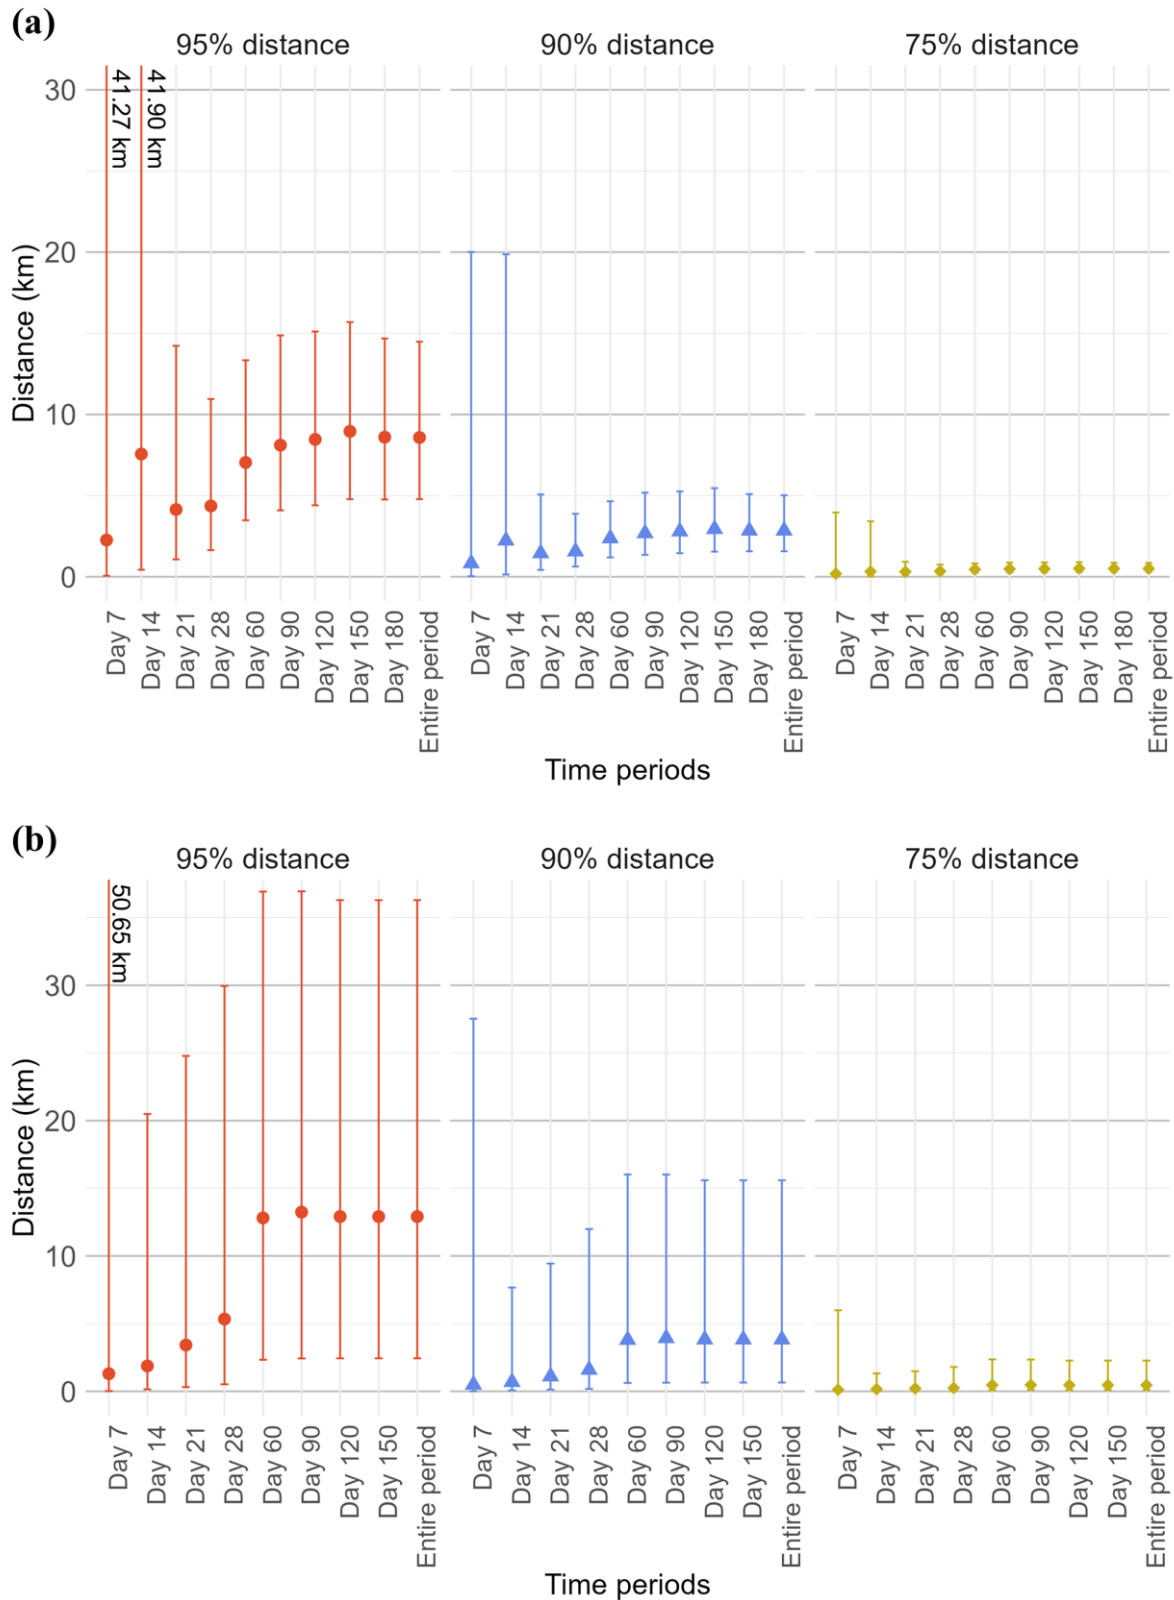 (a)
95% distance
90% distance
75% distance
41.27 km
41.90 km
30
20
10
0
Distance (km)
Day 7
Day 14
Day 21
Day 28
Day 60
Day 90
Day 120
Day 150
Day 180
Entire period
Day 7
Day 14
Day 21
Day 28
Day 60
Day 90
Day 120
Day 150
Day 180
Entire period
Day 7
Day 14
Day 21
Day 28
Day 60
Day 90
Day 120
Day 150
Day 180
Entire period
Time periods
(b)
95% distance
90% distance
75% distance
50.65 km
30
20
10
0
Distance (km)
Day 7
Day 14
Day 21
Day 28
Day 60
Day 90
Day 120
Day 150
Entire period
Day 7
Day 14
Day 21
Day 28
Day 60
Day 90
Day 120
Day 150
Entire period
Day 7
Day 14
Day 21
Day 28
Day 60
Day 90
Day 120
Day 150
Entire period
Time periods